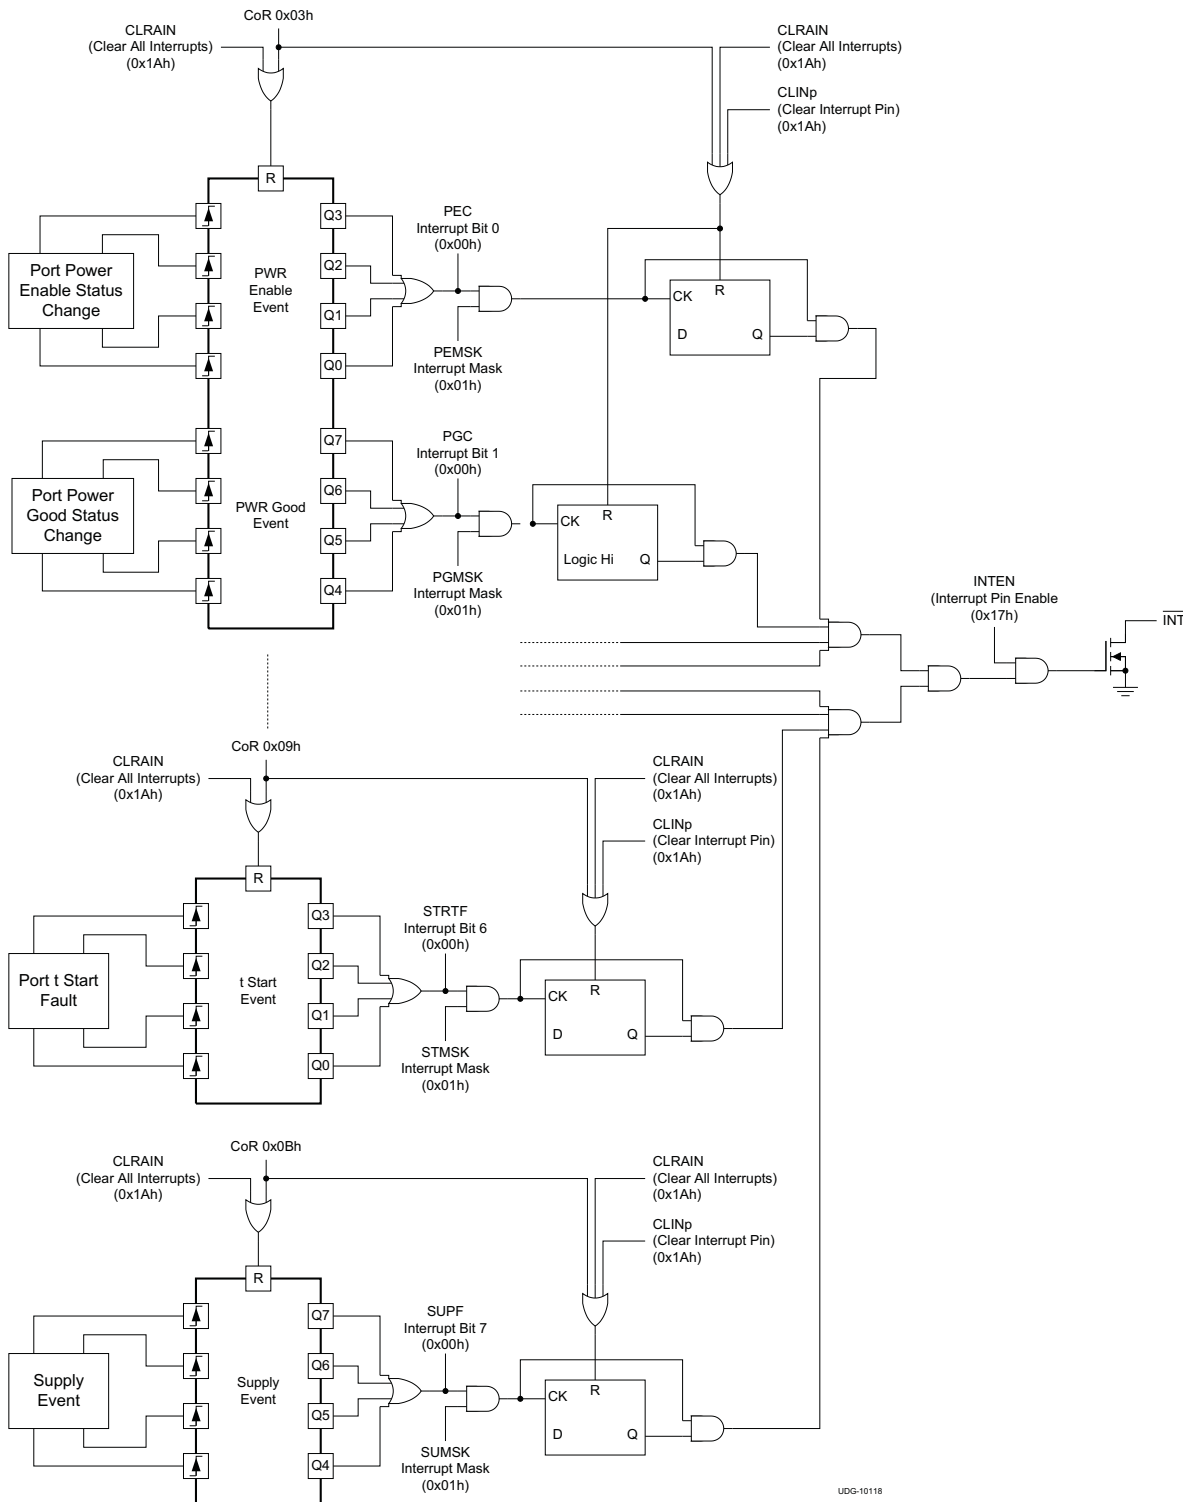 CoR 0x03h
CLRAIN
(Clear All Interrupts)
(0x1Ah)
CLRAIN
(Clear All Interrupts)
(0x1Ah)
CLINp
(Clear Interrupt Pin)
(0x1Ah)
R
Port Power
Enable Status
Change
PWR
Enable
Event
Q3
Q2
Q1
Q0
PEC
Interrupt Bit 0
(0x00h)
PEMSK
Interrupt Mask
(0x01h)
R
CK
D
Q
Port Power
Good Status
Change
PWR Good
Event
Q7
Q6
Q5
Q4
PGC
Interrupt Bit 1
(0x00h)
PGMSK
Interrupt Mask
(0x01h)
R
CK
Logic Hi
Q
INTEN
(Interrupt Pin Enable
(0x17h)
INT
CoR 0x09h
CLRAIN
(Clear All Interrupts)
(0x1Ah)
CLRAIN
(Clear All Interrupts)
(0x1Ah)
CLINp
(Clear Interrupt Pin)
(0x1Ah)
R
Port t Start
Fault
t Start
Event
Q3
Q2
Q1
Q0
STRTF
Interrupt Bit 6
(0x00h)
STMSK
Interrupt Mask
(0x01h)
R
CK
D
Q
CoR 0x0Bh
CLRAIN
(Clear All Interrupts)
(0x1Ah)
CLRAIN
(Clear All Interrupts)
(0x1Ah)
CLINp
(Clear Interrupt Pin)
(0x1Ah)
R
Supply
Event
Supply
Event
Q7
Q6
Q5
Q4
SUPF
Interrupt Bit 7
(0x00h)
SUMSK
Interrupt Mask
(0x01h)
R
CK
D
Q
UDG-10118